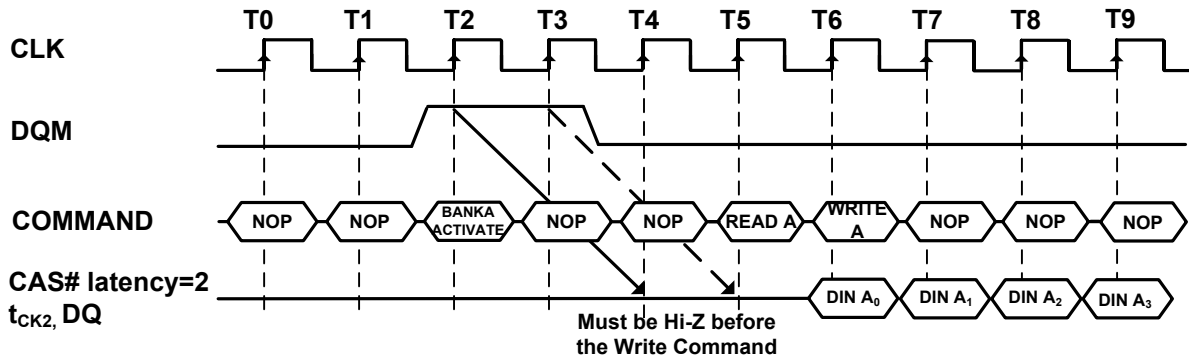 T0 T1 T2 T3 T4 T5 T6 T7 T8 T9
CLK
DQM
COMMAND NOP NOP BANKA ACTIVATE NOP NOP READ A WRITE A NOP NOP NOP
CAS# latency=2
tCK2, DQ DIN A0 DIN A1 DIN A2 DIN A3
Must be Hi-Z before
the Write Command